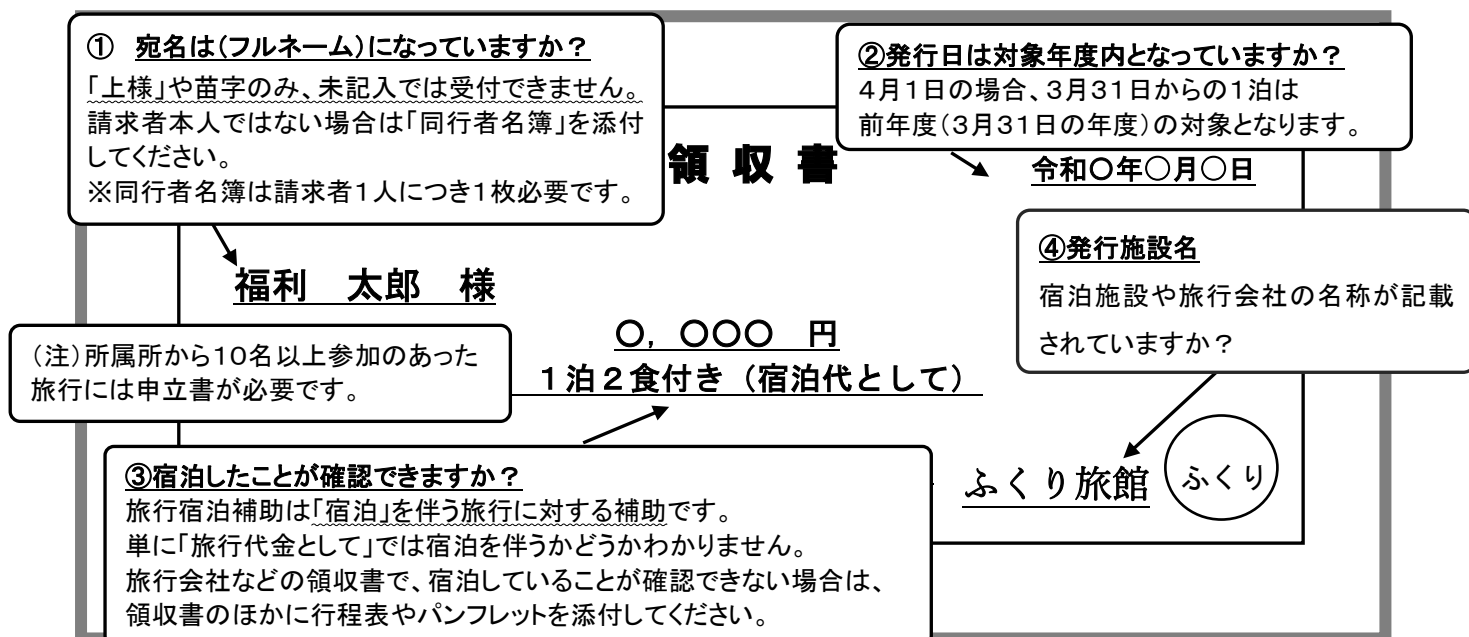 ① 宛名は(フルネーム)になっていますか?
「上様」や苗字のみ、未記入では受付できません。
請求者本人ではない場合は「同行者名簿」を添付
してください。
※同行者名簿は請求者1人につき1枚必要です。
②発行日は対象年度内となっていますか?
4月1日の場合、3月31日からの1泊は
前年度(3月31日の年度)の対象となります。
領収書
令和〇年〇月〇日
福利 太郎 様
④発行施設名
宿泊施設や旅行会社の名称が記載
されていますか?
(注)所属所から10名以上参加のあった
旅行には申立書が必要です。
〇,〇〇〇 円
1泊2食付き(宿泊代として)
③宿泊したことが確認できますか?
旅行宿泊補助は「宿泊」を伴う旅行に対する補助です。
単に「旅行代金として」では宿泊を伴うかどうかわかりません。
旅行会社などの領収書で、宿泊していることが確認できない場合は、
領収書のほかに行程表やパンフレットを添付してください。
ふくり旅館
ふくり